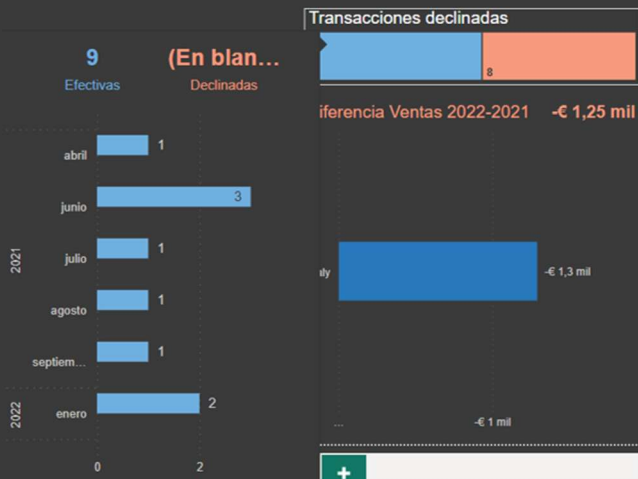 Transacciones declinadas
9
(En blan...
Efectivas
Declinadas
8
iferencia Ventas 2022-2021
-€ 1,25 mil
2021
abril
1
junio
3
julio
1
agosto
1
septiem...
1
2022
enero
2
0
2
aly
-€ 1,3 mil
...
-€ 1 mil
+